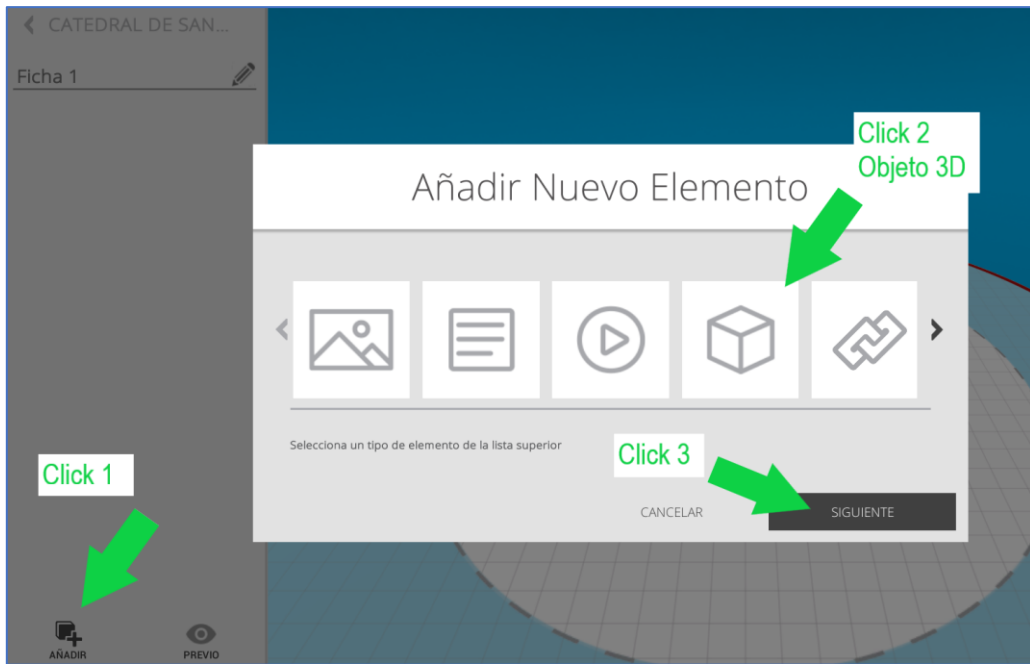 CATEDRAL DE SAN...
Ficha 1
Click 2
Objeto 3D
Añadir Nuevo Elemento
Selecciona un tipo de elemento de la lista superior
Click 3
Click 1
CANCELAR
SIGUIENTE
AÑADIR
PREVIO